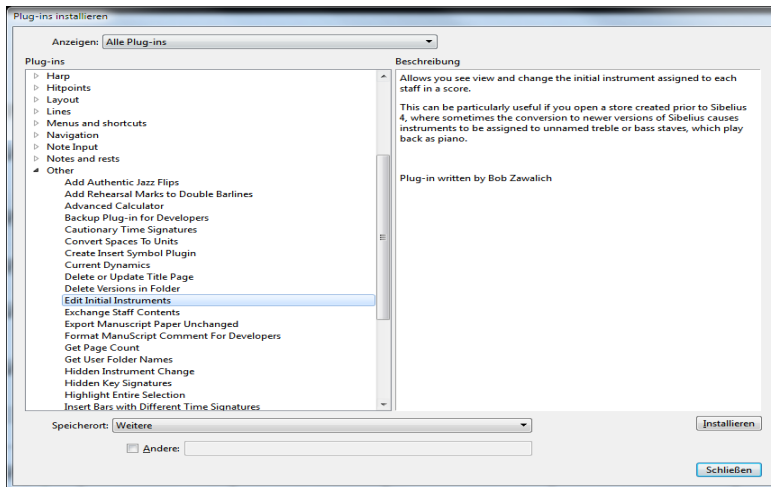 Plug-ins installieren
Anzeigen: Alle Plug-ins
Plug-ins
Harp
Hitpoints
Layout
Lines
Menus and shortcuts
Navigation
Note Input
Notes and rests
Other
Add Authentic Jazz Flips
Add Rehearsal Marks to Double Barlines
Advanced Calculator
Backup Plug-in for Developers
Cautionary Time Signatures
Convert Spaces To Units
Create Insert Symbol Plugin
Current Dynamics
Delete or Update Title Page
Delete Versions in Folder
Edit Initial Instruments
Exchange Staff Contents
Export Manuscript Paper Unchanged
Format ManuScript Comment For Developers
Get Page Count
Get User Folder Names
Hidden Instrument Change
Hidden Key Signatures
Highlight Entire Selection
Insert Bars with Different Time Signatures
Beschreibung
Allows you see view and change the initial instrument assigned to each
staff in a score.
This can be particularly useful if you open a store created prior to Sibelius
4, where sometimes the conversion to newer versions of Sibelius causes
instruments to be assigned to unnamed treble or bass staves, which play
back as piano.
Plug-in written by Bob Zawalich
Speicherort: Weitere
Installieren
Andere:
Schließen